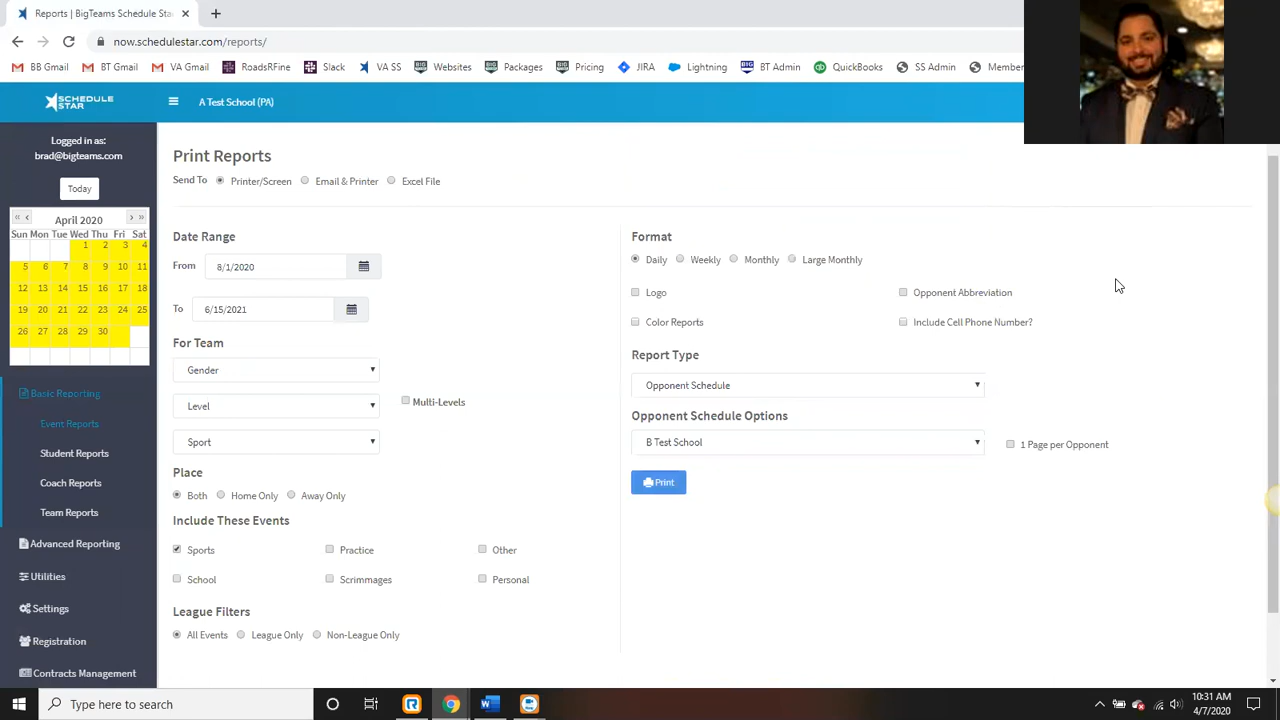 Reports | BigTeams Schedule Sta
now.schedulestar.com/reports/
BB Gmail BT Gmail VA Gmail RoadsRFine Slack VA SS Websites Packages Pricing JIRA Lightning BT Admin QuickBooks SS Admin Mem
SCHEDULE STAR
A Test School (PA)
Logged in as:
brad@bigteams.com
Today
« ‹ April 2020 › »
Sun Mon Tue Wed Thu Fri Sat
1 2 3 4
5 6 7 8 9 10 11
12 13 14 15 16 17 18
19 20 21 22 23 24 25
26 27 28 29 30
Basic Reporting
Event Reports
Student Reports
Coach Reports
Team Reports
Advanced Reporting
Utilities
Settings
Registration
Contracts Management
Print Reports
Send To Printer/Screen Email & Printer Excel File
Date Range
From 8/1/2020
To 6/15/2021
For Team
Gender
Level Multi-Levels
Sport
Place
Both Home Only Away Only
Include These Events
Sports Practice Other
School Scrimmages Personal
League Filters
All Events League Only Non-League Only
Format
Daily Weekly Monthly Large Monthly
Logo Opponent Abbreviation
Color Reports Include Cell Phone Number?
Report Type
Opponent Schedule
Opponent Schedule Options
B Test School 1 Page per Opponent
Print
Type here to search
10:31 AM
4/7/2020